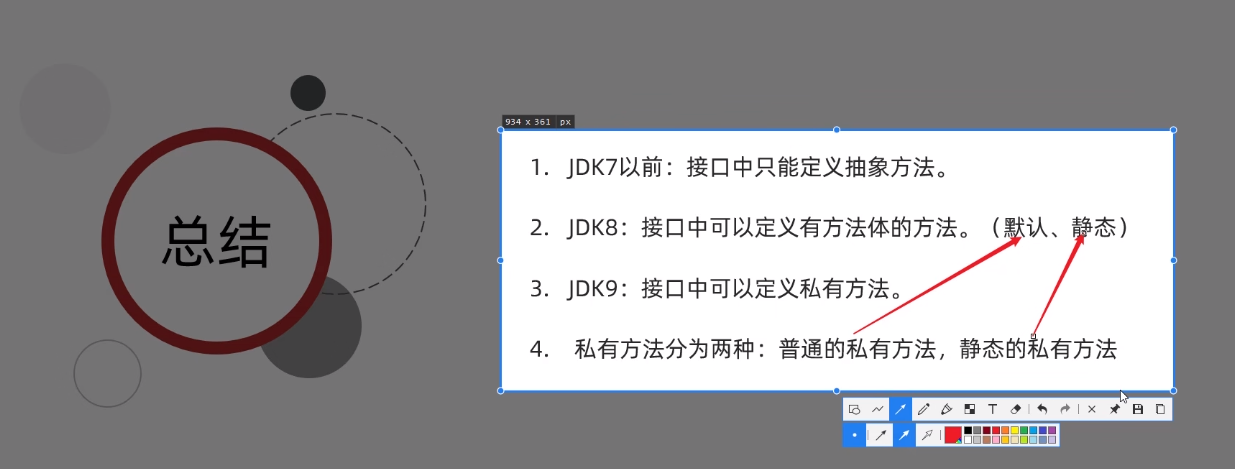 总结
934 x 361 px
1. JDK7以前：接口中只能定义抽象方法。
2. JDK8：接口中可以定义有方法体的方法。（默认、静态）
3. JDK9：接口中可以定义私有方法。
4. 私有方法分为两种：普通的私有方法，静态的私有方法
T